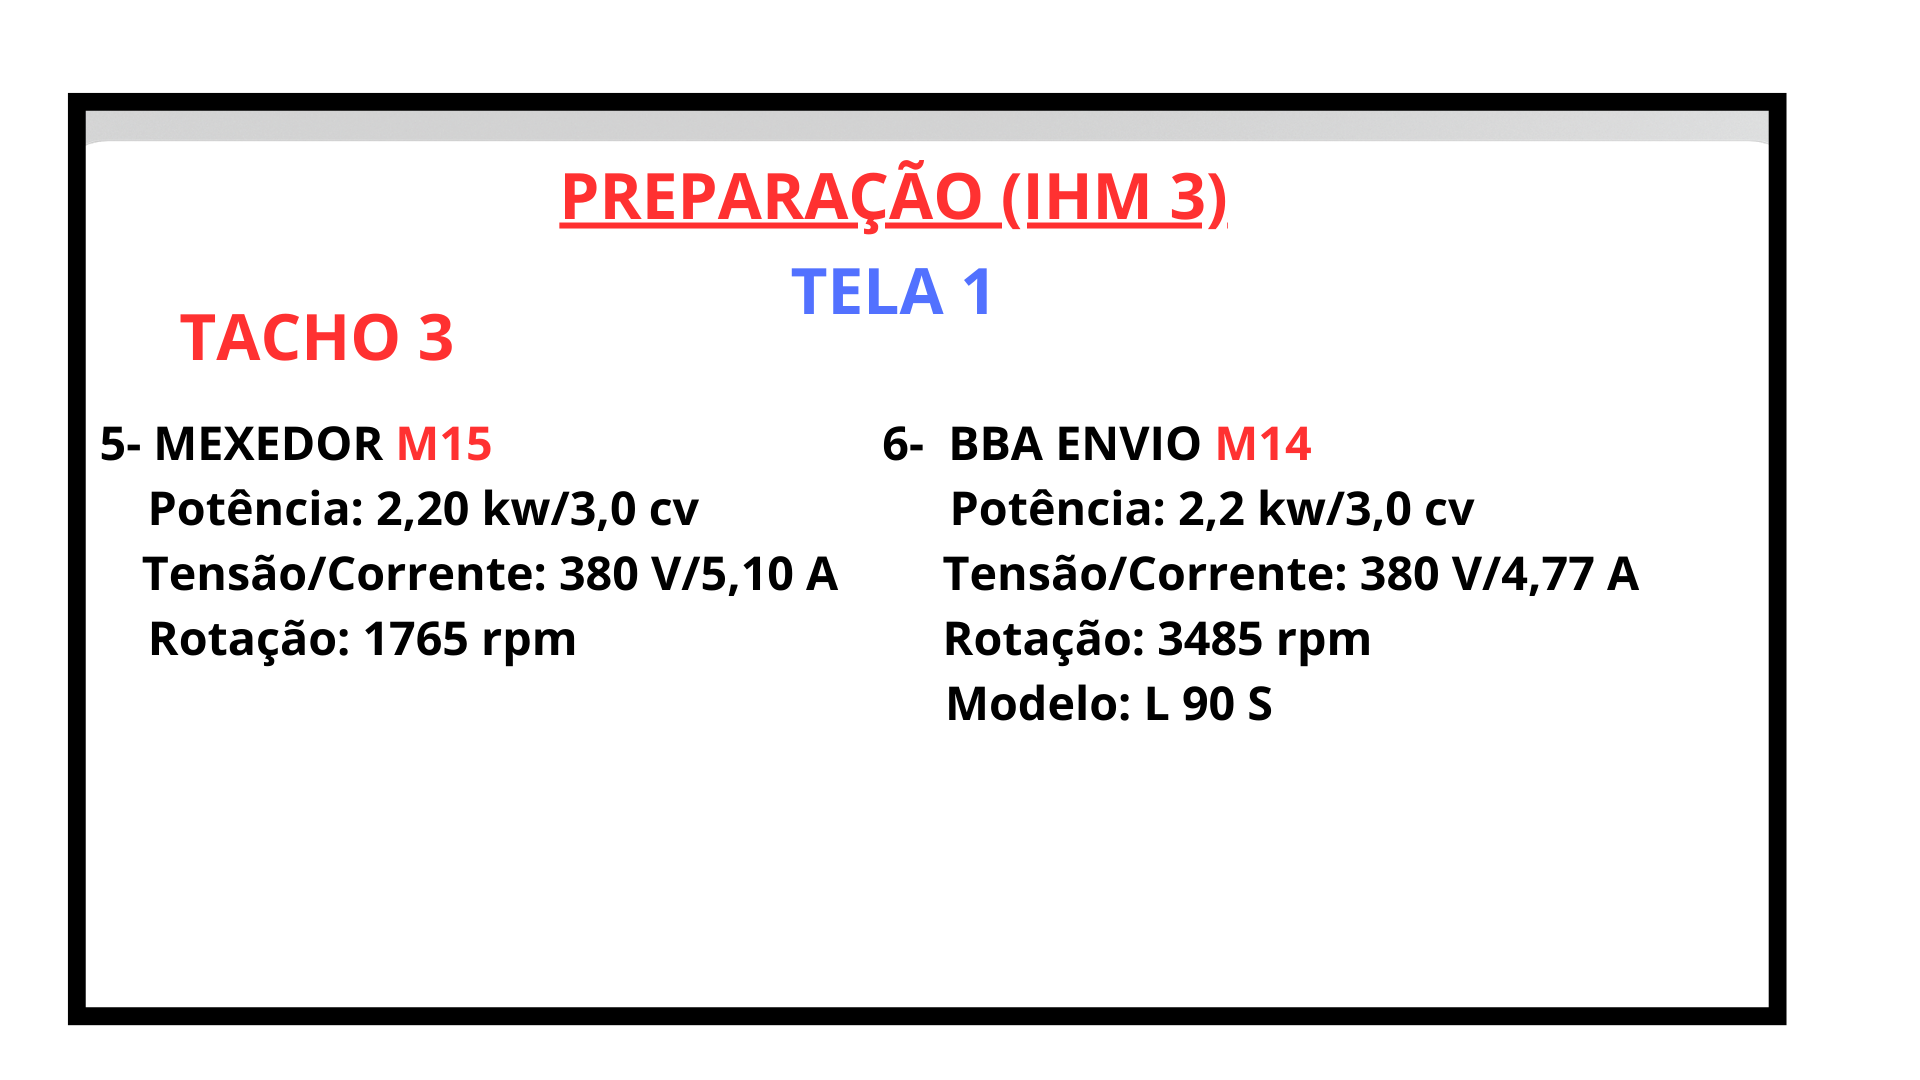 PREPARAÇÃO (IHM 3)
TELA 1
TACHO 3
5- MEXEDOR M15
Potência: 2,20 kw/3,0 cv
Tensão/Corrente: 380 V/5,10 A
Rotação: 1765 rpm
6- BBA ENVIO M14
Potência: 2,2 kw/3,0 cv
Tensão/Corrente: 380 V/4,77 A
Rotação: 3485 rpm
Modelo: L 90 S